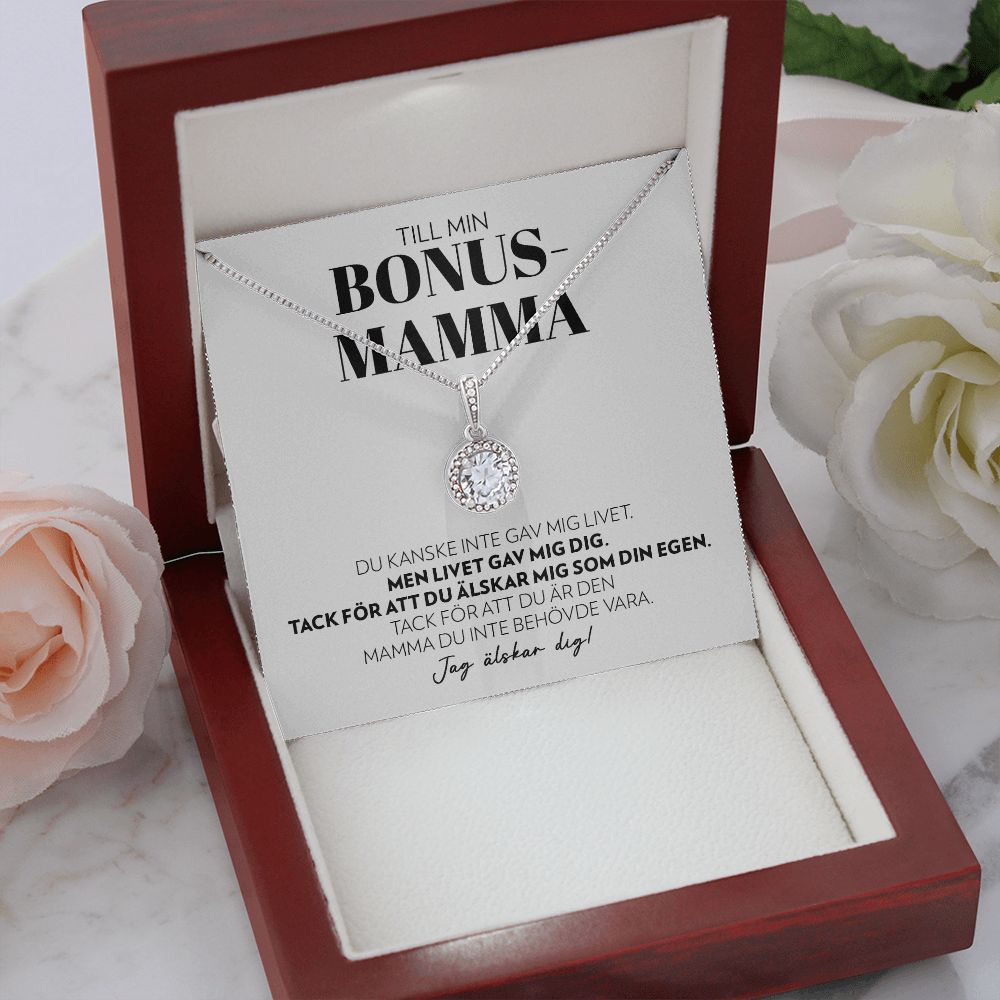 TILL MIN
BONUS-
MAMMA
DU KANSKE INTE GAV MIG LIVET.
MEN LIVET GAV MIG DIG.
TACK FÖR ATT DU ÄLSKAR MIG SOM DIN EGEN.
TACK FÖR ATT DU ÄR DEN
MAMMA DU INTE BEHÖVDE VARA.
Jag älskar dig!